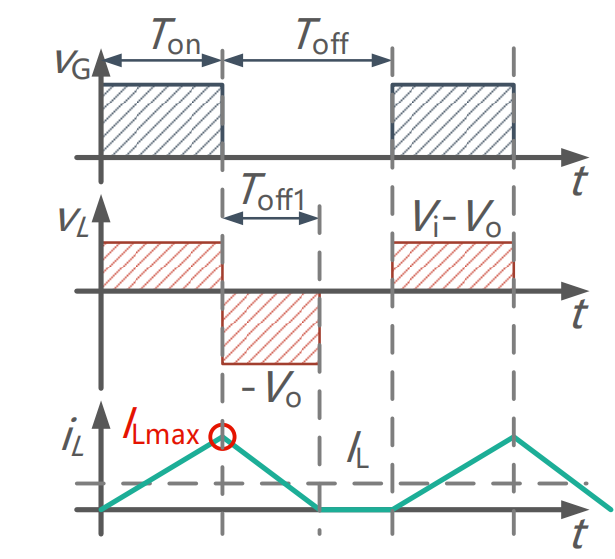 Ton Toff
vG
t
Toff1
vL Vi-Vo
t
-Vo
iL ILmax IL
t